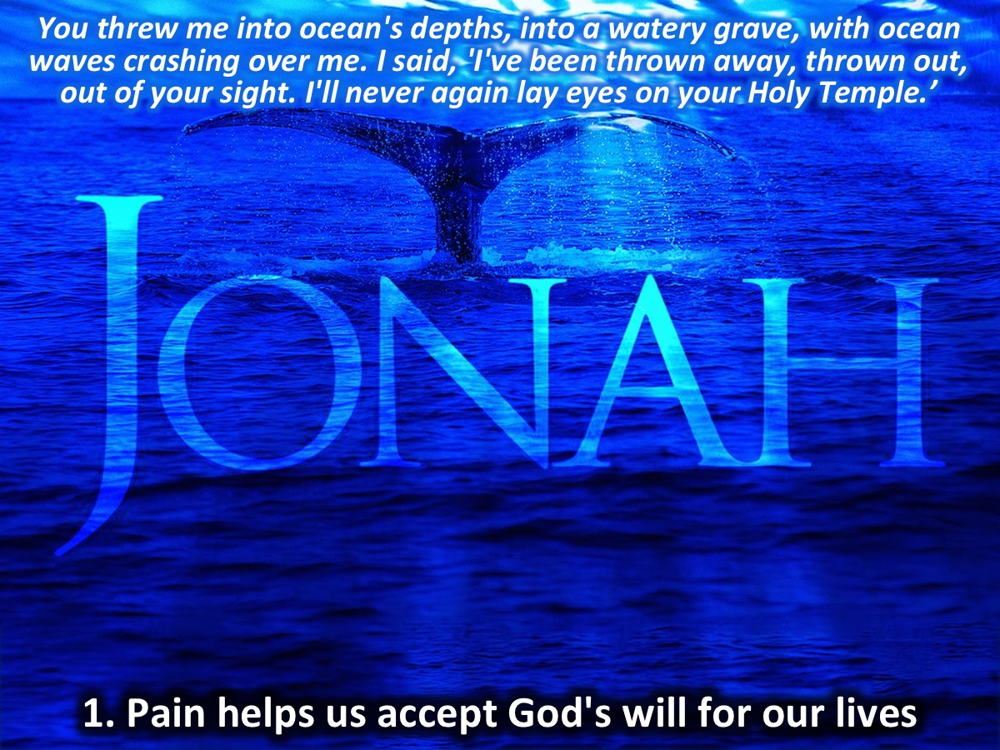 You threw me into ocean's depths, into a watery grave, with ocean
waves crashing over me. I said, 'I've been thrown away, thrown out,
out of your sight. I'll never again lay eyes on your Holy Temple.’
JONAH
1. Pain helps us accept God's will for our lives